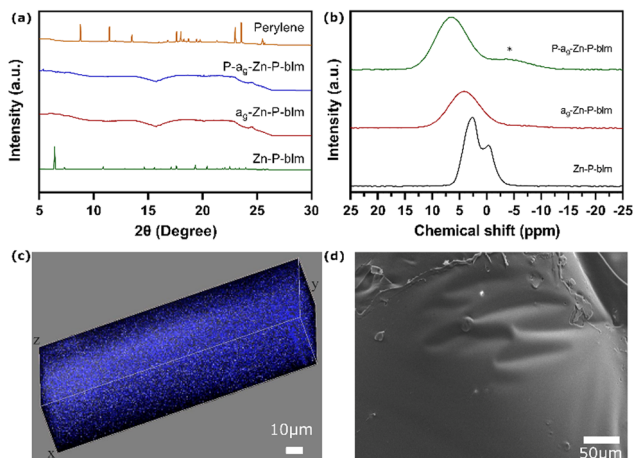 (a)
Intensity (a.u.)
Perylene
P-ag-Zn-P-bIm
ag-Zn-P-bIm
Zn-P-bIm
5 10 15 20 25 30
2θ (Degree)
(b)
Intensity (a.u.)
*
P-ag-Zn-P-bIm
ag-Zn-P-bIm
Zn-P-bIm
25 20 15 10 5 0 -5 -10 -15 -20 -25
Chemical shift (ppm)
(c)
y
z
x
10μm
(d)
50μm